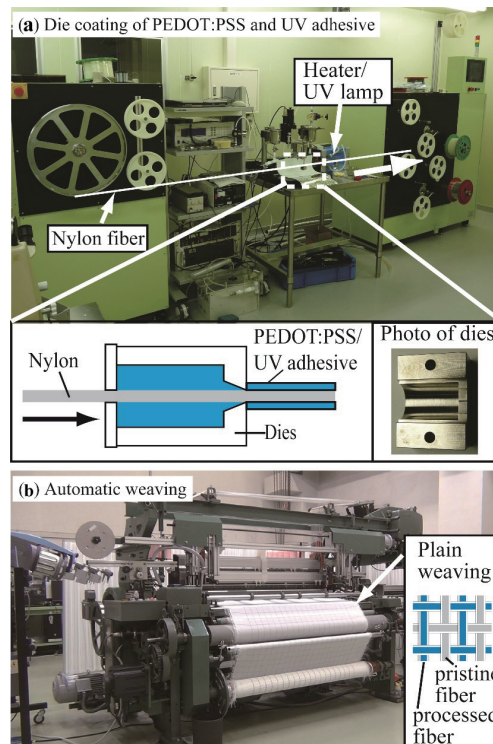 (a) Die coating of PEDOT:PSS and UV adhesive
Heater/
UV lamp
Nylon fiber
PEDOT:PSS/
UV adhesive
Nylon
Dies
Photo of dies
(b) Automatic weaving
Plain
weaving
pristine
fiber
processed
fiber